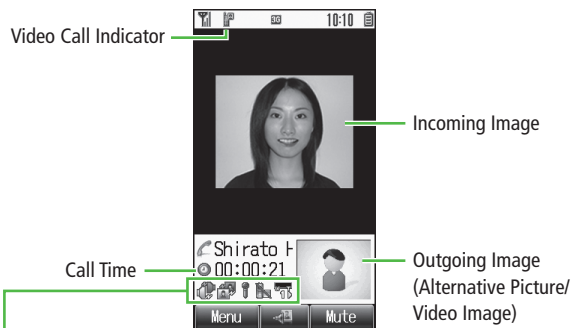 3G 10:10
Video Call Indicator
Incoming Image
Shirato H
Call Time
00:00:21
Outgoing Image
(Alternative Picture/
Video Image)
Menu Mute